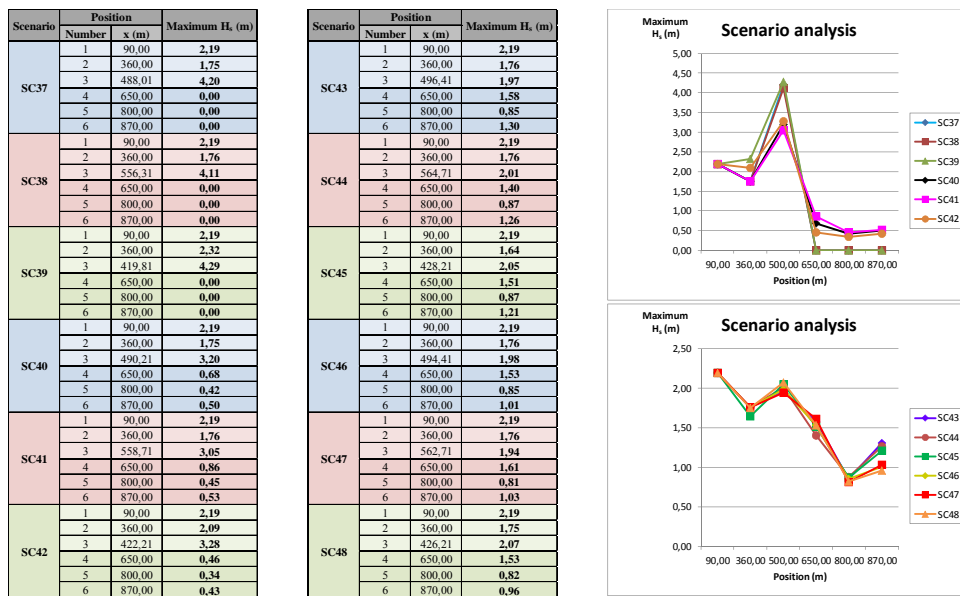 Scenario Position Maximum Hs (m)
Number x (m)
SC37
1 90,00 2,19
2 360,00 1,75
3 488,01 4,20
4 650,00 0,00
5 800,00 0,00
6 870,00 0,00
SC38
1 90,00 2,19
2 360,00 1,76
3 556,31 4,11
4 650,00 0,00
5 800,00 0,00
6 870,00 0,00
SC39
1 90,00 2,19
2 360,00 2,32
3 419,81 4,29
4 650,00 0,00
5 800,00 0,00
6 870,00 0,00
SC40
1 90,00 2,19
2 360,00 1,75
3 490,21 3,20
4 650,00 0,68
5 800,00 0,42
6 870,00 0,50
SC41
1 90,00 2,19
2 360,00 1,76
3 558,71 3,05
4 650,00 0,86
5 800,00 0,45
6 870,00 0,53
SC42
1 90,00 2,19
2 360,00 2,09
3 422,21 3,28
4 650,00 0,46
5 800,00 0,34
6 870,00 0,43
Scenario Position Maximum Hs (m)
Number x (m)
SC43
1 90,00 2,19
2 360,00 1,76
3 496,41 1,97
4 650,00 1,58
5 800,00 0,85
6 870,00 1,30
SC44
1 90,00 2,19
2 360,00 1,76
3 564,71 2,01
4 650,00 1,40
5 800,00 0,87
6 870,00 1,26
SC45
1 90,00 2,19
2 360,00 1,64
3 428,21 2,05
4 650,00 1,51
5 800,00 0,87
6 870,00 1,21
SC46
1 90,00 2,19
2 360,00 1,76
3 494,41 1,98
4 650,00 1,53
5 800,00 0,85
6 870,00 1,01
SC47
1 90,00 2,19
2 360,00 1,76
3 562,71 1,94
4 650,00 1,61
5 800,00 0,81
6 870,00 1,03
SC48
1 90,00 2,19
2 360,00 1,75
3 426,21 2,07
4 650,00 1,53
5 800,00 0,82
6 870,00 0,96
Maximum
Hs (m)
Scenario analysis
5,00
4,50
4,00
3,50
3,00
2,50
2,00
1,50
1,00
0,50
0,00
90,00 360,00 500,00 650,00 800,00 870,00
Position (m)
SC37
SC38
SC39
SC40
SC41
SC42
Maximum
Hs (m)
Scenario analysis
2,50
2,00
1,50
1,00
0,50
0,00
90,00 360,00 500,00 650,00 800,00 870,00
Position (m)
SC43
SC44
SC45
SC46
SC47
SC48